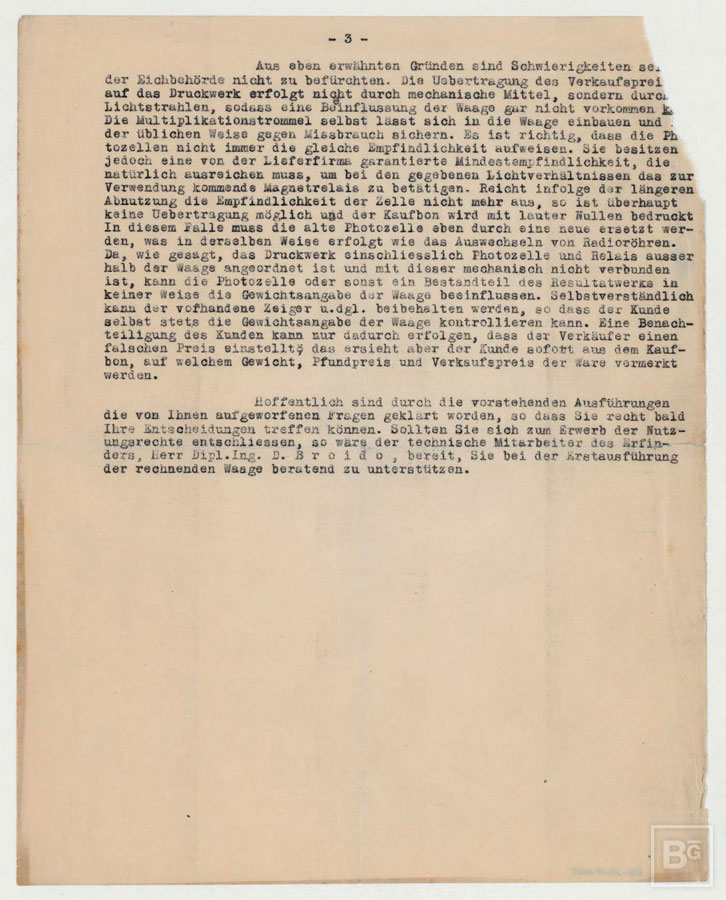 - 3 -
Aus eben erwähnten Gründen sind Schwierigkeiten
der Eichbehörde nicht zu befürchten. Die Uebertragung des Verkaufsprei
auf das Druckwerk erfolgt nicht durch mechanische Mittel, sondern durc
Lichtstrahlen, sodass eine Beinflussung der Waage gar nicht vorkommen
Die Multiplikationstrommel selbst lässt sich in die Waage einbauen und
der üblichen Weise gegen Missbrauch sichern. Es ist richtig, dass die Ph
tozellen nicht immer die gleiche Empfindlichkeit aufweisen. Sie besitzen
jedoch eine von der Lieferfirma garantierte Mindestempfindlichkeit, die
natürlich ausreichen muss, um bei den gegebenen Lichtverhältnissen das zur
Verwendung kommende Magnetrelais zu betätigen. Reicht infolge der längeren
Abnutzung die Empfindlichkeit der Zelle nicht mehr aus, so ist überhaupt
keine Uebertragung möglich und der Kaufbon wird mit lauter Nullen bedruckt
In diesem Falle muss die alte Photozelle eben durch eine neue ersetzt wer-
den, was in derselben Weise erfolgt wie das Auswechseln von Radioröhren.
Da, wie gesagt, das Druckwerk einschliesslich Photozelle und Relais ausser
halb der Waage angeordnet ist und mit dieser mechanisch nicht verbunden
ist, kann die Photozelle oder sonst ein Bestandteil des Resultatwerks in
keiner Weise die Gewichtsangabe der Waage beeinflussen. Selbstverständlich
kann der vofhandene Zeiger u.dgl. beibehalten werden, so dass der Kunde
selbst stets die Gewichtsangabe der Waage kontrollieren kann. Eine Benach-
teiligung des Kunden kann nur dadurch erfolgen, dass der Verkäufer einen
falschen Preis einstellt; das ersieht aber der Kunde sofort aus dem Kauf-
bon, auf welchem Gewicht, Pfundpreis und Verkaufspreis der Ware vermerkt
werden.
Hoffentlich sind durch die vorstehenden Ausführungen
die von Ihnen aufgeworfenen Fragen geklärt worden, so dass Sie recht bald
Ihre Entscheidungen treffen können. Sollten Sie sich zum Erwerb der Nutz-
ungsrechte entschliessen, so wäre der technische Mitarbeiter des Erfin-
ders, Herr Dipl.Ing. D. B r o i d o , bereit, Sie bei der Erstausführung
der rechnenden Waage beratend zu unterstützen.
BG